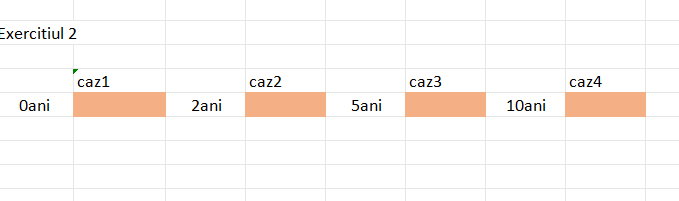 Exercitiul 2
caz1 caz2 caz3 caz4
0ani 2ani 5ani 10ani